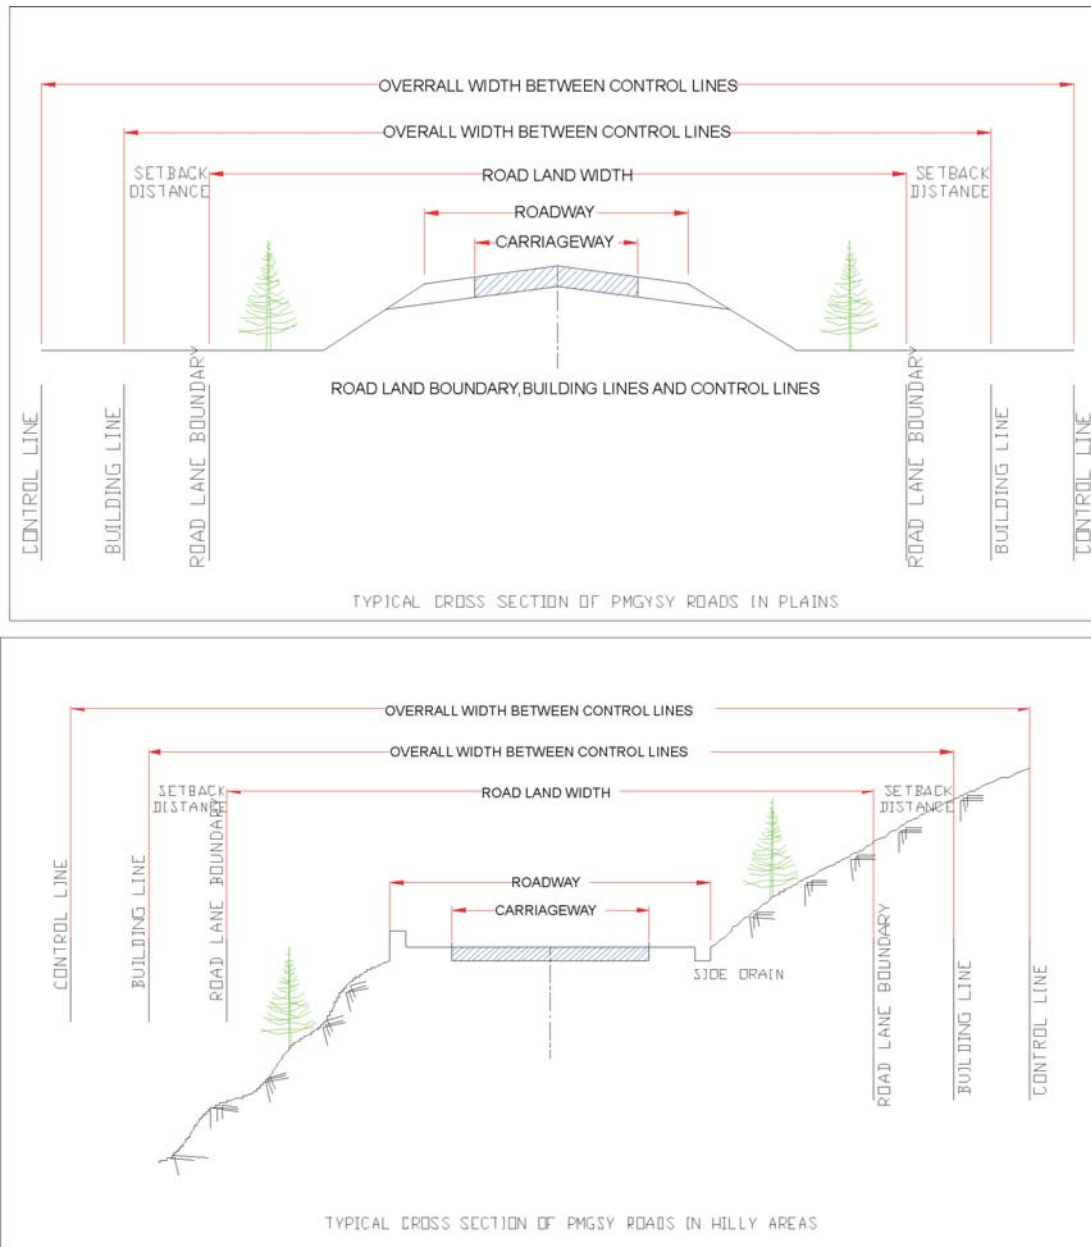 OVERRALL WIDTH BETWEEN CONTROL LINES
OVERALL WIDTH BETWEEN CONTROL LINES
SETBACK
DISTANCE
ROAD LAND WIDTH
SETBACK
DISTANCE
ROADWAY
CARRIAGEWAY
ROAD LAND BOUNDARY,BUILDING LINES AND CONTROL LINES
CONTROL LINE
BUILDING LINE
ROAD LANE BOUNDARY
ROAD LANE BOUNDARY
BUILDING LINE
CONTROL LINE
TYPICAL CROSS SECTION OF PMGYSY ROADS IN PLAINS
OVERRALL WIDTH BETWEEN CONTROL LINES
OVERALL WIDTH BETWEEN CONTROL LINES
SETBACK
DISTANCE
ROAD LAND WIDTH
SETBACK
DISTANCE
ROADWAY
CARRIAGEWAY
CONTROL LINE
BUILDING LINE
ROAD LANE BOUNDARY
SIDE DRAIN
ROAD LANE BOUNDARY
BUILDING LINE
CONTROL LINE
TYPICAL CROSS SECTION OF PMGSY ROADS IN HILLY AREAS